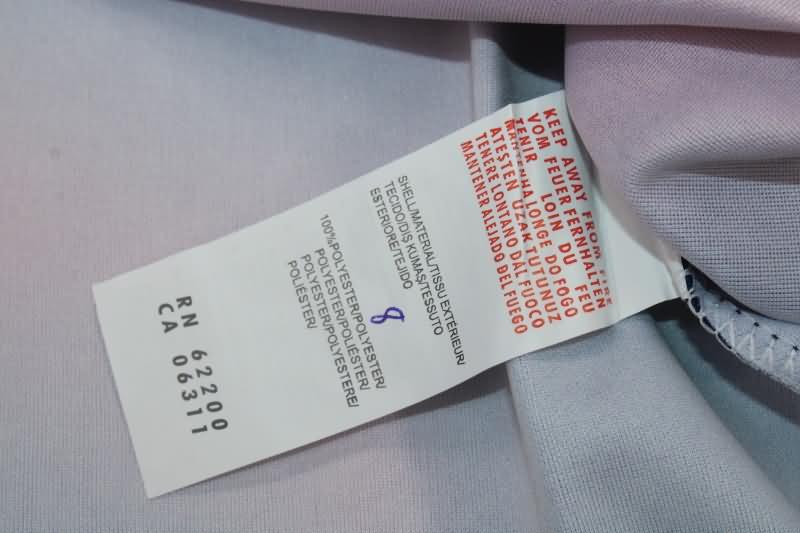 KEEP AWAY FROM FIRE
VOM FEUER FERNHALTEN
TENIR LOIN DU FEU
MANTENHA LONGE DO FOGO
ATEŞTEN UZAK TUTUNUZ
TENERE LONTANO DAL FUOCO
MANTENER ALEJADO DEL FUEGO
SHELL/MATERIAL/TISSU EXTÉRIEUR/
TECIDO/DIŞ KUMAŞ/TESSUTO
ESTERIORE/TEJIDO
8
100%POLYESTER/POLYESTER/
POLYESTER/POLIÉSTER/
POLYESTER/POLYESTERE/
POLIÉSTER/
RN 62200
CA 06311